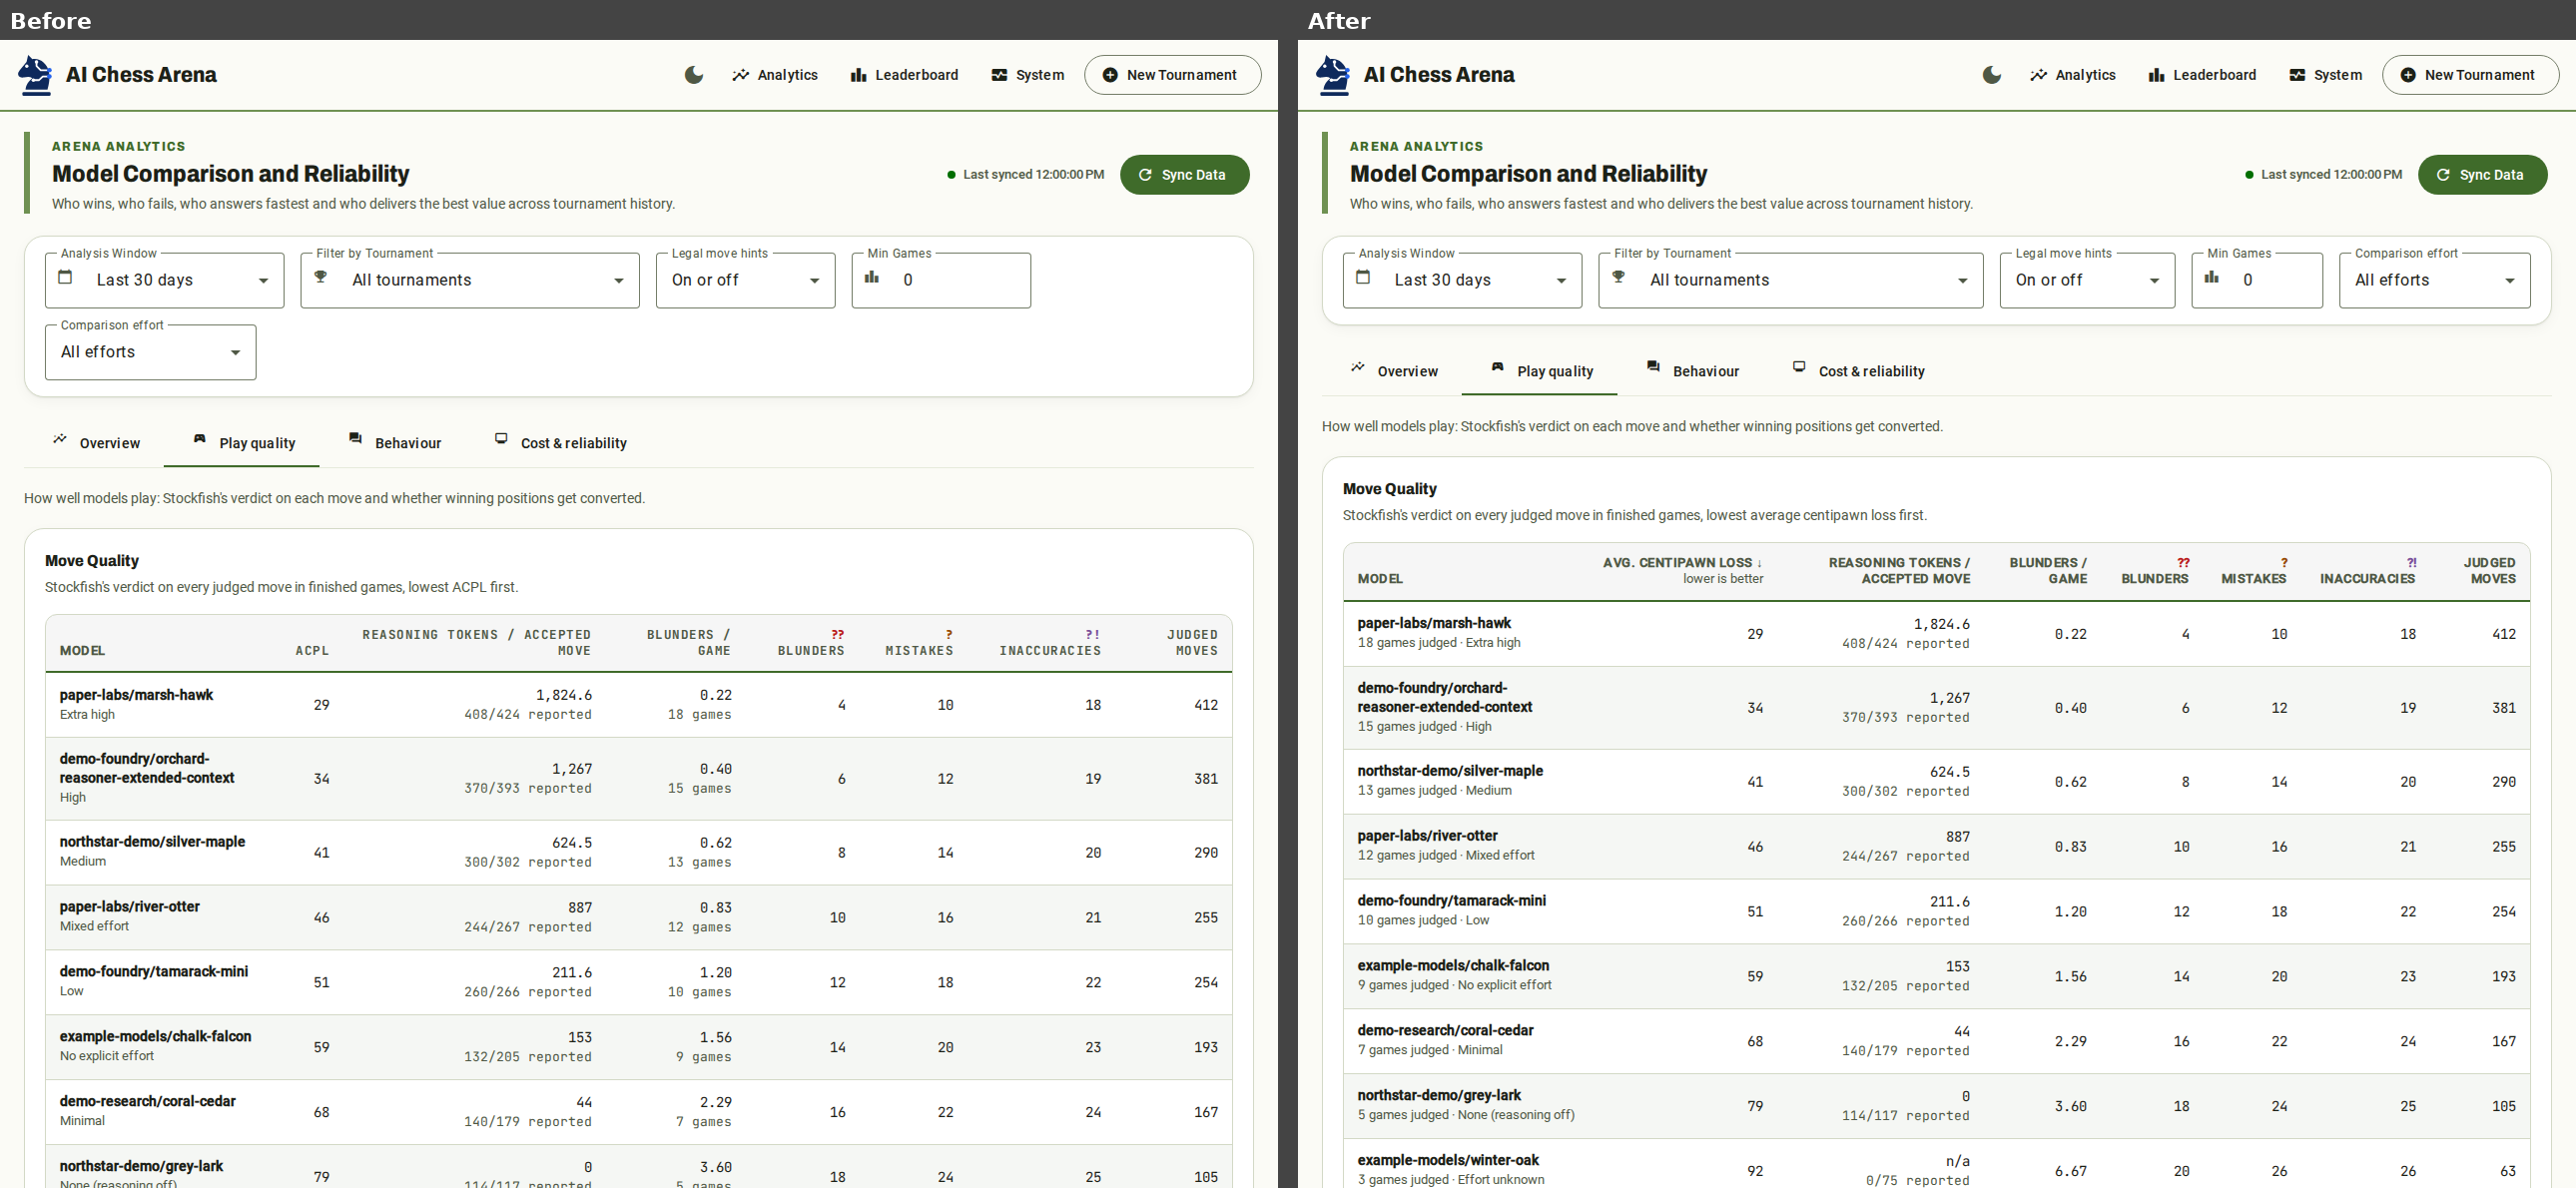 Before
AI Chess Arena
Analytics
Leaderboard
System
New Tournament
ARENA ANALYTICS
Model Comparison and Reliability
Who wins, who fails, who answers fastest and who delivers the best value across tournament history.
Last synced 12:00:00 PM
Sync Data
Analysis Window
Last 30 days
Filter by Tournament
All tournaments
Legal move hints
On or off
Min Games
0
Comparison effort
All efforts
Overview
Play quality
Behaviour
Cost & reliability
How well models play: Stockfish's verdict on each move and whether winning positions get converted.
Move Quality
Stockfish's verdict on every judged move in finished games, lowest ACPL first.
MODEL
ACPL
REASONING TOKENS / ACCEPTED
MOVE
BLUNDERS /
GAME
??
BLUNDERS
?
MISTAKES
?!
INACCURACIES
JUDGED
MOVES
paper-labs/marsh-hawk
Extra high
29
1,824.6
408/424 reported
0.22
18 games
4
10
18
412
demo-foundry/orchard-
reasoner-extended-context
High
34
1,267
370/393 reported
0.40
15 games
6
12
19
381
northstar-demo/silver-maple
Medium
41
624.5
300/302 reported
0.62
13 games
8
14
20
290
paper-labs/river-otter
Mixed effort
46
887
244/267 reported
0.83
12 games
10
16
21
255
demo-foundry/tamarack-mini
Low
51
211.6
260/266 reported
1.20
10 games
12
18
22
254
example-models/chalk-falcon
No explicit effort
59
153
132/205 reported
1.56
9 games
14
20
23
193
demo-research/coral-cedar
Minimal
68
44
140/179 reported
2.29
7 games
16
22
24
167
northstar-demo/grey-lark
None (reasoning off)
79
0
114/117 reported
3.60
5 games
18
24
25
105
After
AI Chess Arena
Analytics
Leaderboard
System
New Tournament
ARENA ANALYTICS
Model Comparison and Reliability
Who wins, who fails, who answers fastest and who delivers the best value across tournament history.
Last synced 12:00:00 PM
Sync Data
Analysis Window
Last 30 days
Filter by Tournament
All tournaments
Legal move hints
On or off
Min Games
0
Comparison effort
All efforts
Overview
Play quality
Behaviour
Cost & reliability
How well models play: Stockfish's verdict on each move and whether winning positions get converted.
Move Quality
Stockfish's verdict on every judged move in finished games, lowest average centipawn loss first.
MODEL
AVG. CENTIPAWN LOSS ↓
lower is better
REASONING TOKENS /
ACCEPTED MOVE
BLUNDERS /
GAME
??
BLUNDERS
?
MISTAKES
?!
INACCURACIES
JUDGED
MOVES
paper-labs/marsh-hawk
18 games judged · Extra high
29
1,824.6
408/424 reported
0.22
4
10
18
412
demo-foundry/orchard-
reasoner-extended-context
15 games judged · High
34
1,267
370/393 reported
0.40
6
12
19
381
northstar-demo/silver-maple
13 games judged · Medium
41
624.5
300/302 reported
0.62
8
14
20
290
paper-labs/river-otter
12 games judged · Mixed effort
46
887
244/267 reported
0.83
10
16
21
255
demo-foundry/tamarack-mini
10 games judged · Low
51
211.6
260/266 reported
1.20
12
18
22
254
example-models/chalk-falcon
9 games judged · No explicit effort
59
153
132/205 reported
1.56
14
20
23
193
demo-research/coral-cedar
7 games judged · Minimal
68
44
140/179 reported
2.29
16
22
24
167
northstar-demo/grey-lark
5 games judged · None (reasoning off)
79
0
114/117 reported
3.60
18
24
25
105
example-models/winter-oak
3 games judged · Effort unknown
92
n/a
0/75 reported
6.67
20
26
26
63